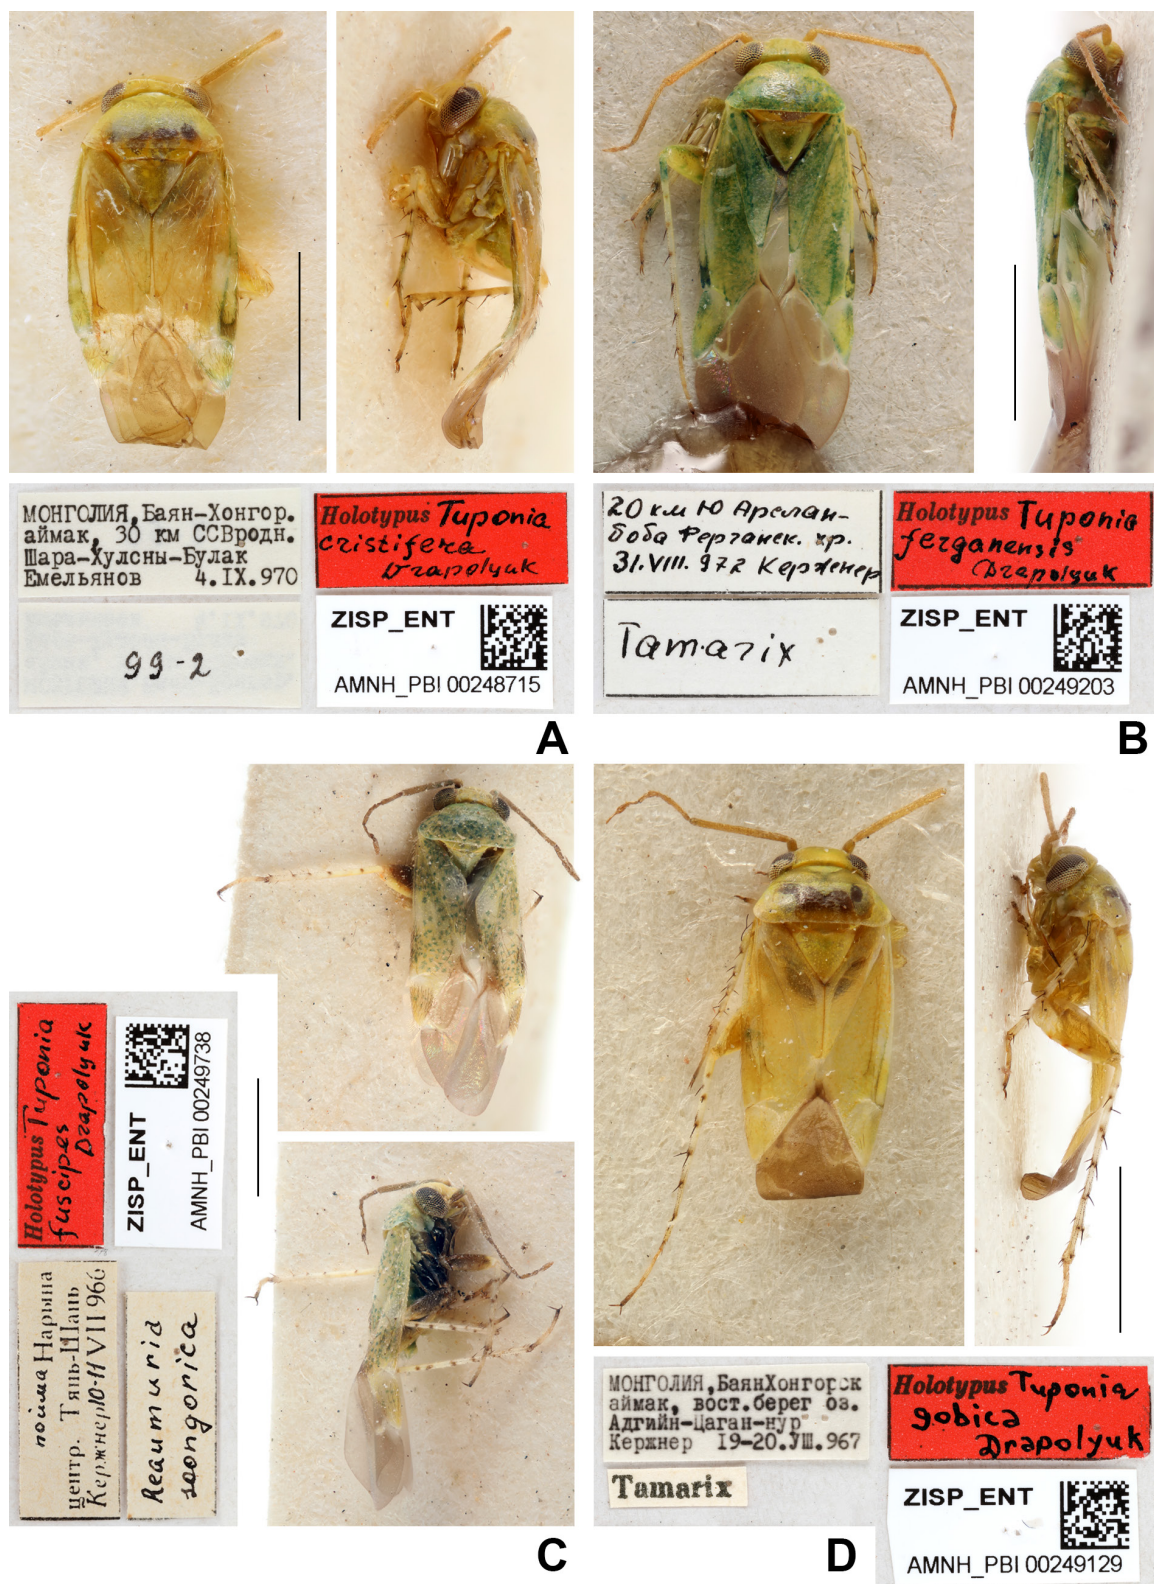 МОНГОЛИЯ, Баян-Хонгор.
аймак, 30 км ССВродн.
Шара-Хулсны-Булак
Емельянов 4.IX.970
99-2
Holotypus Tuponia
cristifera
Drapolyuk
ZISP_ENT
AMNH_PBI 00248715
A
20 км Ю Арслан-
боба Ферганск. хр.
31.VIII.972 Кержнер
Tamarix
Holotypus Tuponia
ferganensis
Drapolyuk
ZISP_ENT
AMNH_PBI 00249203
B
Holotypus Tuponia
fuscipes
Drapolyuk
ZISP_ENT
AMNH_PBI 00249738
пойма Нарына
центр. Тянь-Шань
Кержнер 10-11 VII 966
Reaumuria
soongorica
C
МОНГОЛИЯ, БаянХонгорск
аймак, вост.берег оз.
Адгийн-Цаган-нур
Кержнер 19-20.VIII.967
Tamarix
Holotypus Tuponia
gobica
Drapolyuk
ZISP_ENT
AMNH_PBI 00249129
D